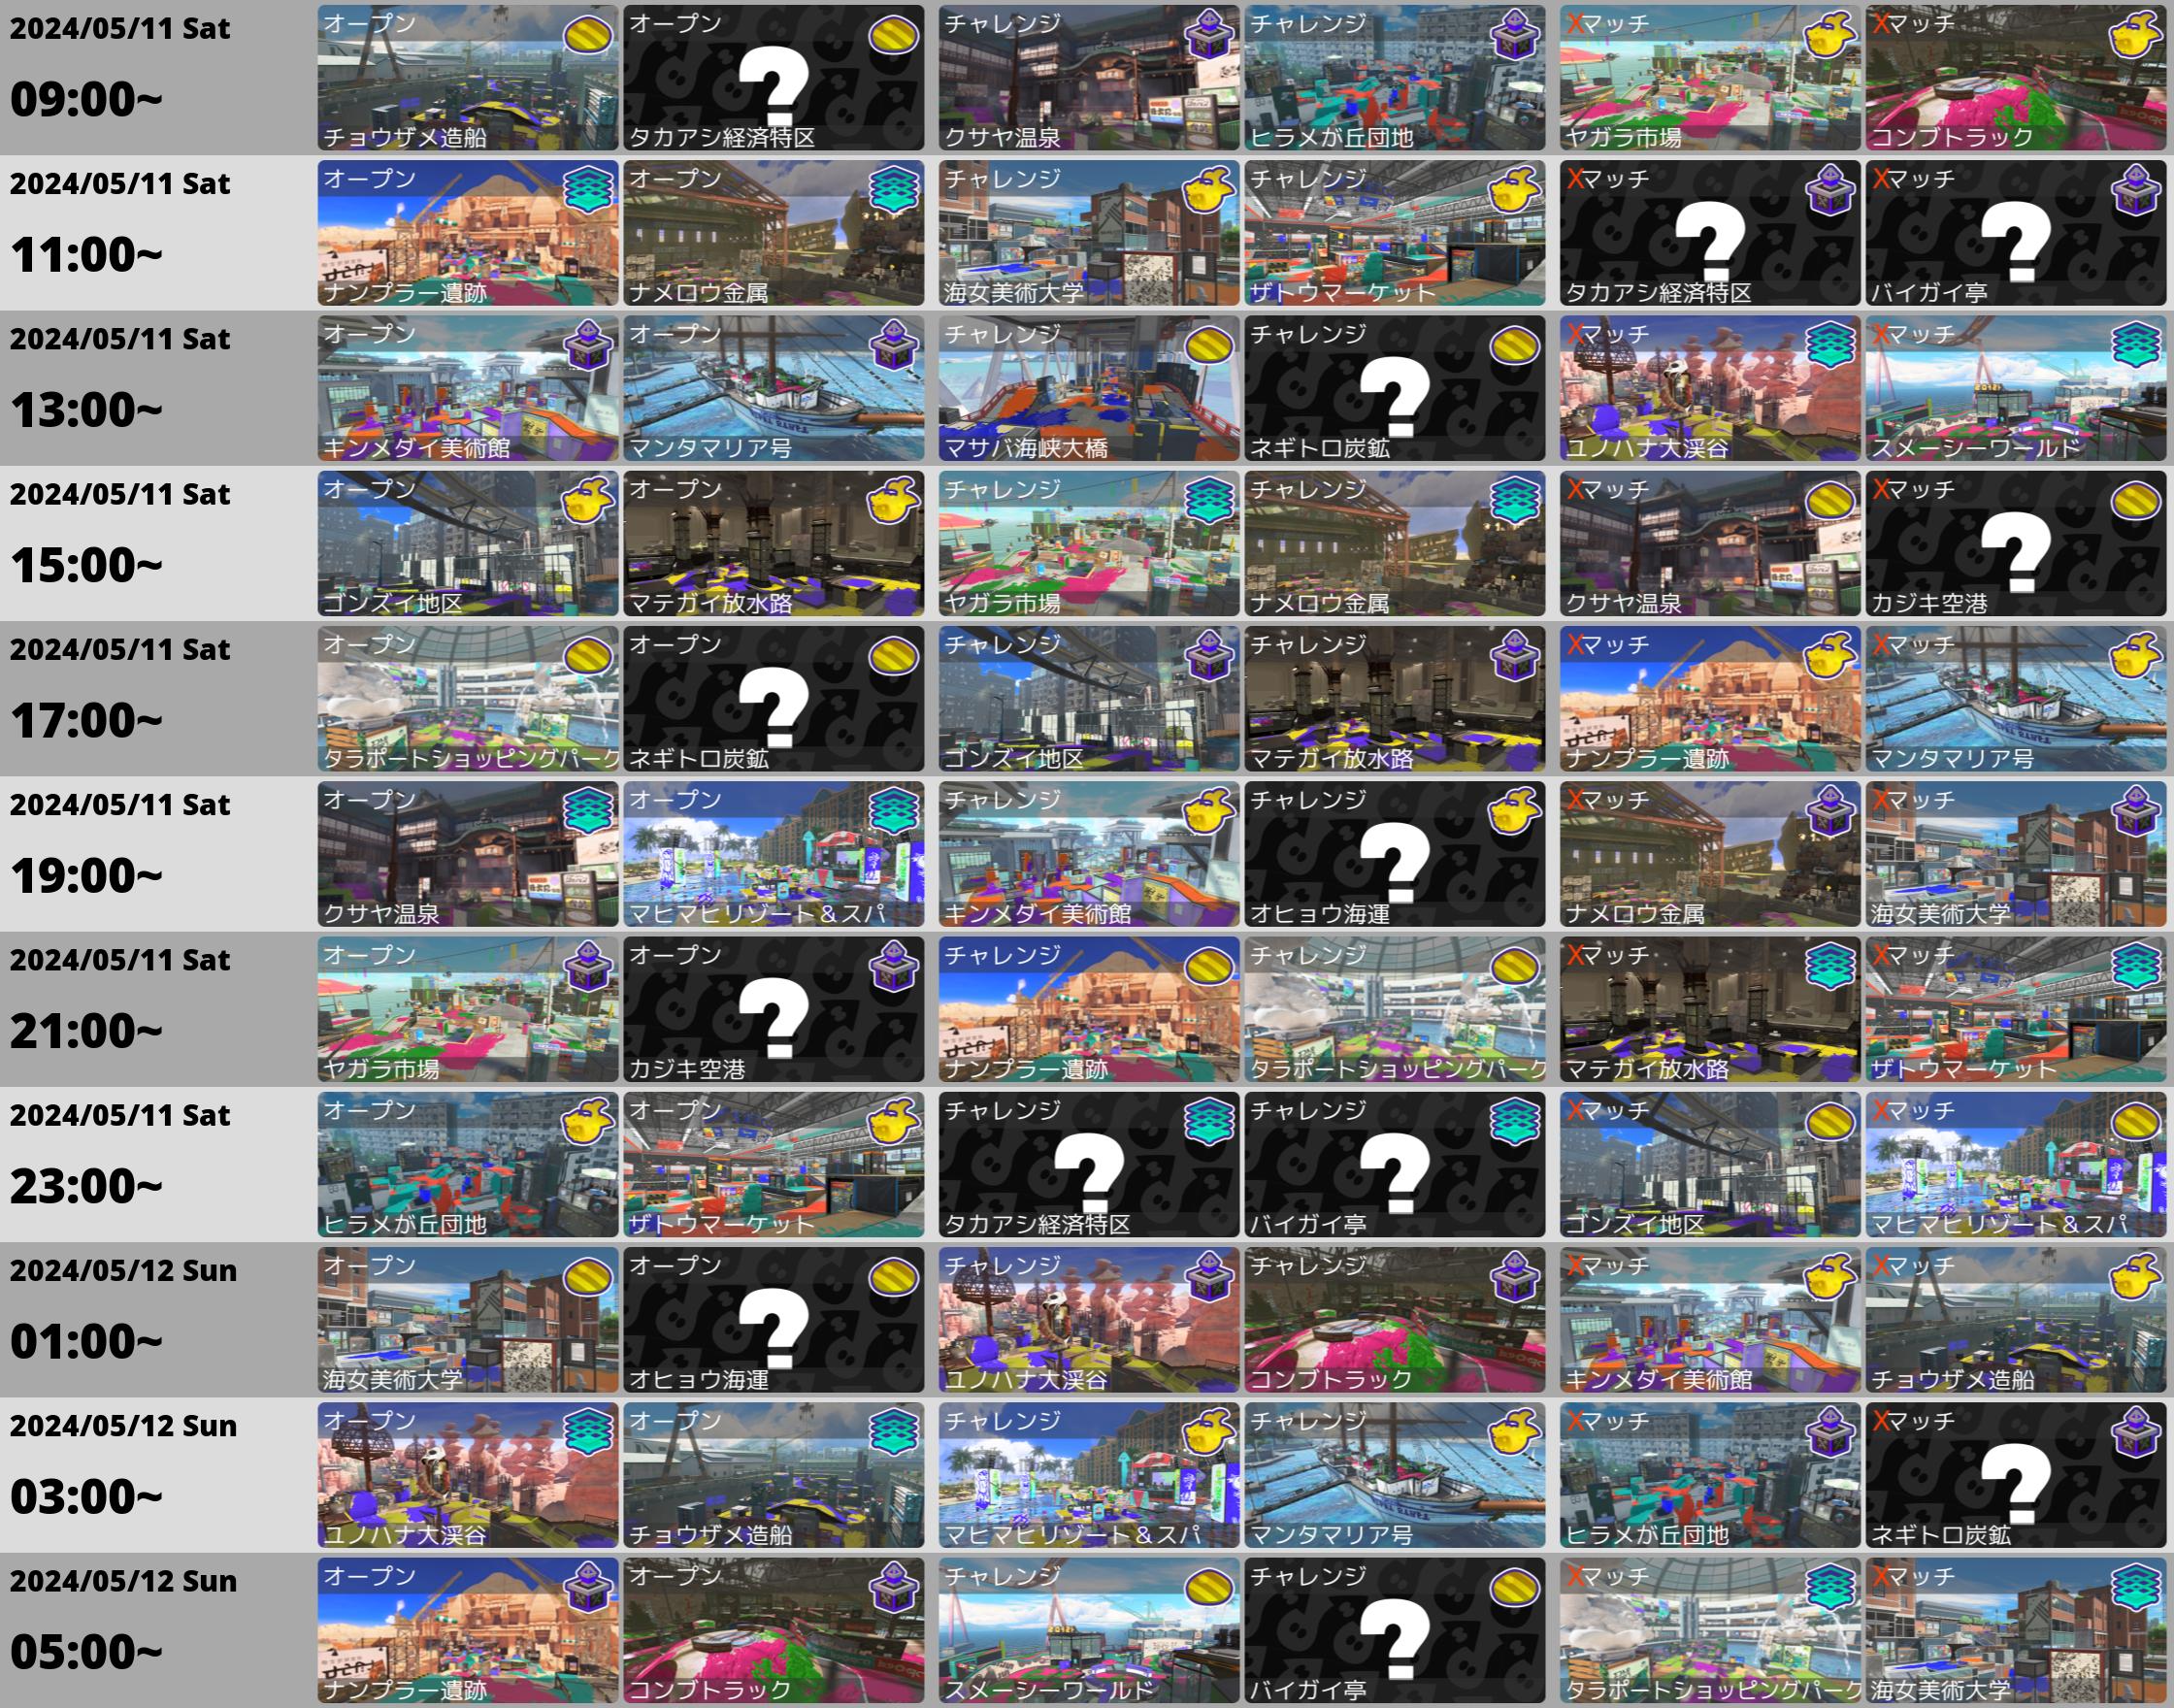 2024/05/11 Sat
09:00~
オープン
チョウザメ造船
オープン
タカアシ経済特区
チャレンジ
クサヤ温泉
チャレンジ
ヒラメが丘団地
Xマッチ
ヤガラ市場
Xマッチ
コンブトラック
2024/05/11 Sat
11:00~
オープン
ナンプラー遺跡
オープン
ナメロウ金属
チャレンジ
海女美術大学
チャレンジ
ザトウマーケット
Xマッチ
タカアシ経済特区
Xマッチ
バイガイ亭
2024/05/11 Sat
13:00~
オープン
キンメダイ美術館
オープン
マンタマリア号
チャレンジ
マサバ海峡大橋
チャレンジ
ネギトロ炭鉱
Xマッチ
ユノハナ大渓谷
Xマッチ
スメーシーワールド
2024/05/11 Sat
15:00~
オープン
ゴンズイ地区
オープン
マテガイ放水路
チャレンジ
ヤガラ市場
チャレンジ
ナメロウ金属
Xマッチ
クサヤ温泉
Xマッチ
カジキ空港
2024/05/11 Sat
17:00~
オープン
タラポートショッピングパーク
オープン
ネギトロ炭鉱
チャレンジ
ゴンズイ地区
チャレンジ
マテガイ放水路
Xマッチ
ナンプラー遺跡
Xマッチ
マンタマリア号
2024/05/11 Sat
19:00~
オープン
クサヤ温泉
オープン
マヒマヒリゾート＆スパ
チャレンジ
キンメダイ美術館
チャレンジ
オヒョウ海運
Xマッチ
ナメロウ金属
Xマッチ
海女美術大学
2024/05/11 Sat
21:00~
オープン
ヤガラ市場
オープン
カジキ空港
チャレンジ
ナンプラー遺跡
チャレンジ
タラポートショッピングパーク
Xマッチ
マテガイ放水路
Xマッチ
ザトウマーケット
2024/05/11 Sat
23:00~
オープン
ヒラメが丘団地
オープン
ザトウマーケット
チャレンジ
タカアシ経済特区
チャレンジ
バイガイ亭
Xマッチ
ゴンズイ地区
Xマッチ
マヒマヒリゾート＆スパ
2024/05/12 Sun
01:00~
オープン
海女美術大学
オープン
オヒョウ海運
チャレンジ
ユノハナ大渓谷
チャレンジ
コンブトラック
Xマッチ
キンメダイ美術館
Xマッチ
チョウザメ造船
2024/05/12 Sun
03:00~
オープン
ユノハナ大渓谷
オープン
チョウザメ造船
チャレンジ
マヒマヒリゾート＆スパ
チャレンジ
マンタマリア号
Xマッチ
ヒラメが丘団地
Xマッチ
ネギトロ炭鉱
2024/05/12 Sun
05:00~
オープン
ナンプラー遺跡
オープン
コンブトラック
チャレンジ
スメーシーワールド
チャレンジ
バイガイ亭
Xマッチ
タラポートショッピングパーク
Xマッチ
海女美術大学